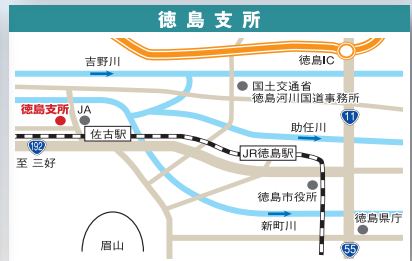 徳島支所
吉野川
徳島IC
国土交通省
徳島河川国道事務所
徳島支所
JA
11
佐古駅
助任川
192
JR徳島駅
至 三好
徳島市役所
新町川
徳島県庁
眉山
55